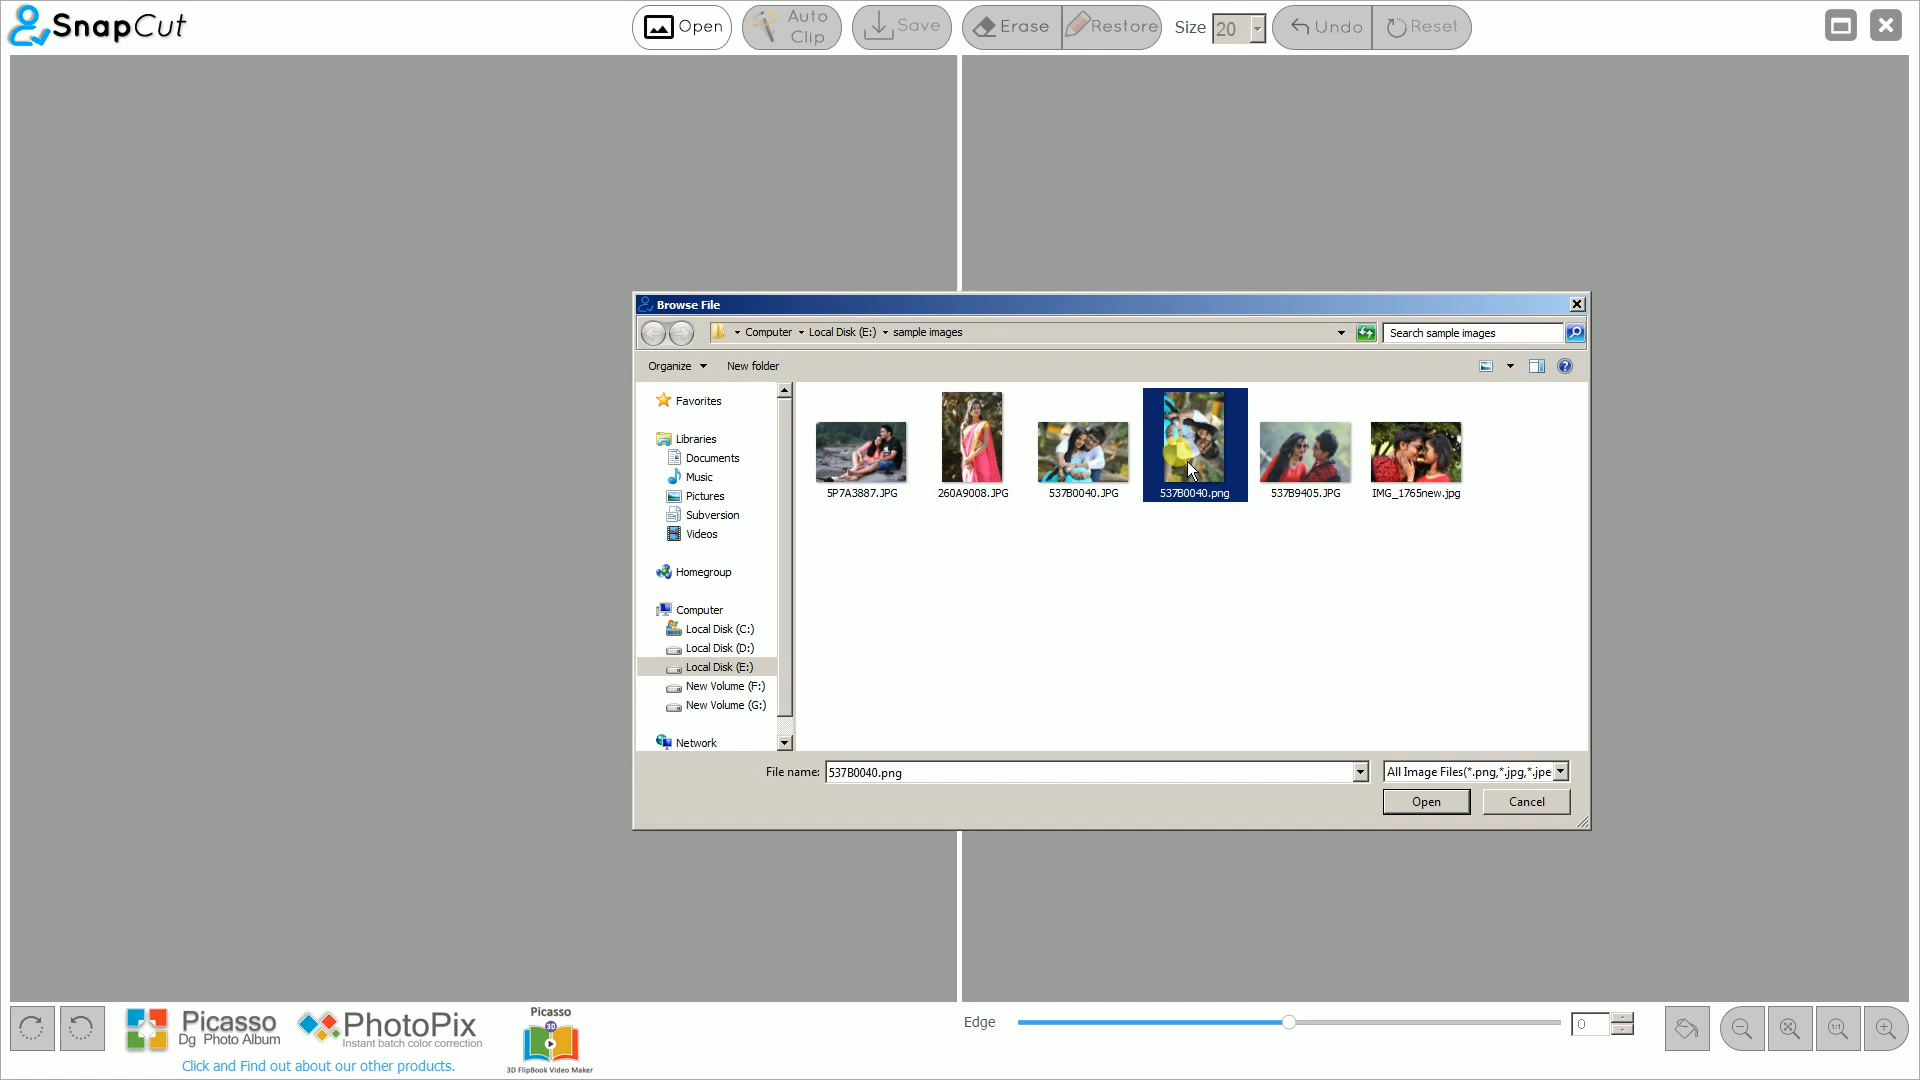 SnapCut
Open
Auto
Clip
Save
Erase
Restore
Size
20
Undo
Reset
Browse File
Computer
Local Disk (E:)
sample images
Search sample images
Organize
New folder
Favorites
Libraries
Documents
Music
Pictures
Subversion
Videos
Homegroup
Computer
Local Disk (C:)
Local Disk (D:)
Local Disk (E:)
New Volume (F:)
New Volume (G:)
Network
5P7A3887.JPG
260A9008.JPG
537B0040.JPG
537B0040.png
537B9405.JPG
IMG_1765new.jpg
File name:
537B0040.png
All Image Files(*.png,*.jpg,*.jpe
Open
Cancel
Picasso
Dg Photo Album
PhotoPix
Instant batch color correction
Picasso
3D
3D FlipBook Video Maker
Click and Find out about our other products.
Edge
0
1:1